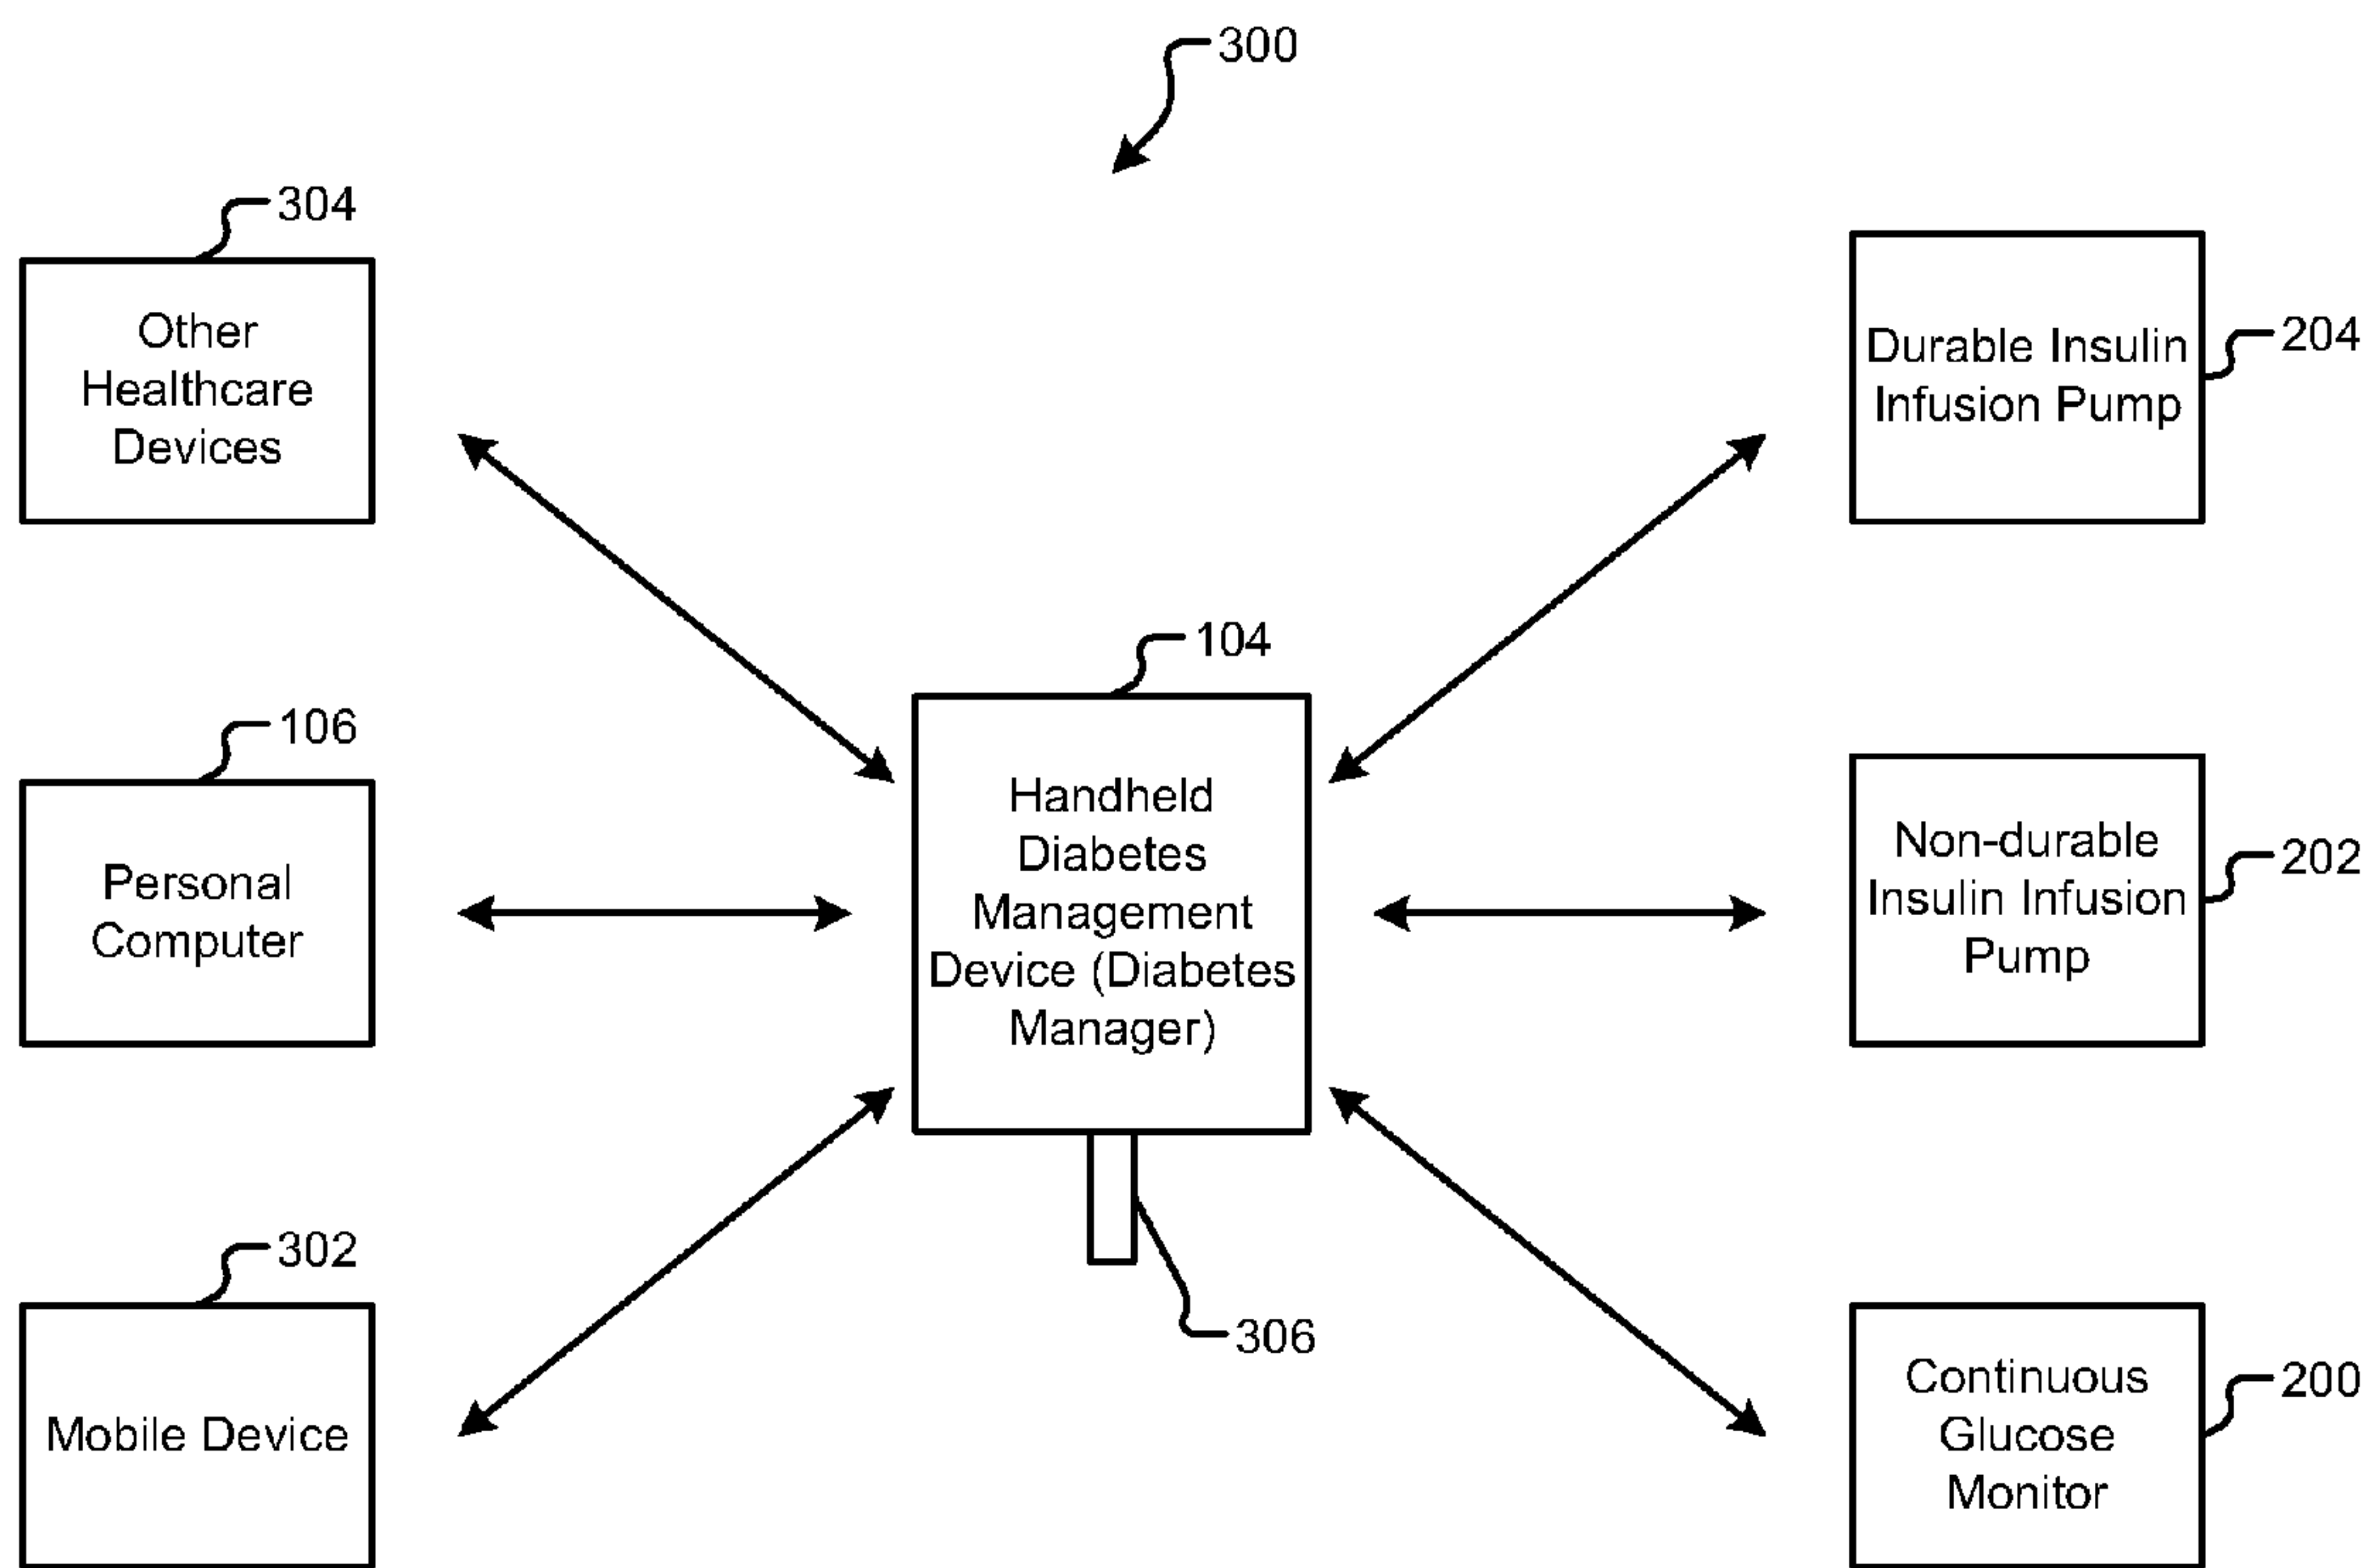 300
304
Other
Healthcare
Devices
Durable Insulin
Infusion Pump
204
104
Handheld
Diabetes
Management
Device (Diabetes
Manager)
106
Personal
Computer
Non-durable
Insulin Infusion
Pump
202
302
Mobile Device
306
Continuous
Glucose
Monitor
200